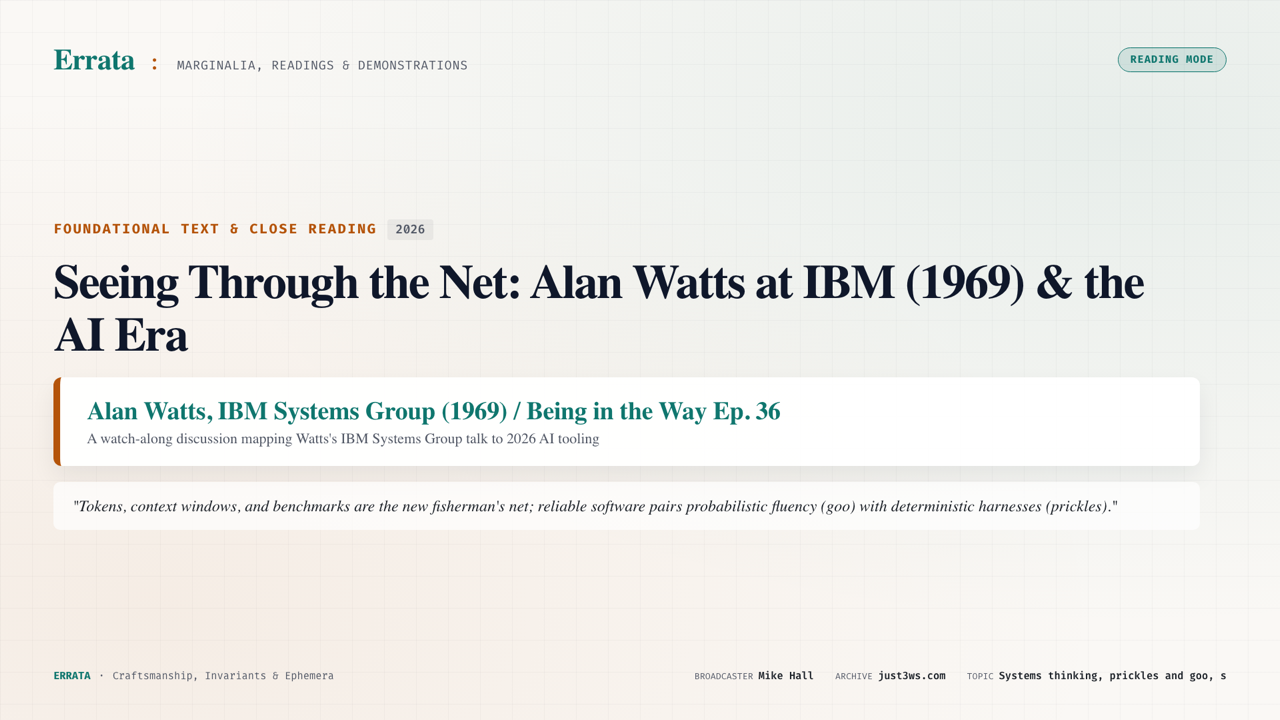 Errata : MARGINALIA, READINGS & DEMONSTRATIONS
READING MODE
FOUNDATIONAL TEXT & CLOSE READING 2026
Seeing Through the Net: Alan Watts at IBM (1969) & the
AI Era
Alan Watts, IBM Systems Group (1969) / Being in the Way Ep. 36
A watch-along discussion mapping Watts's IBM Systems Group talk to 2026 AI tooling
"Tokens, context windows, and benchmarks are the new fisherman's net; reliable software pairs probabilistic fluency (goo) with deterministic harnesses (prickles)."
ERRATA · Craftsmanship, Invariants & Ephemera
BROADCASTER Mike Hall ARCHIVE just3ws.com TOPIC Systems thinking, prickles and goo, s